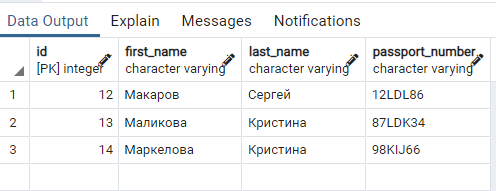 Data Output Explain Messages Notifications
id first_name last_name passport_number
[PK] integer character varying character varying character varying
1 12 Макаров Сергей 12LDL86
2 13 Маликова Кристина 87LDK34
3 14 Маркелова Кристина 98KIJ66